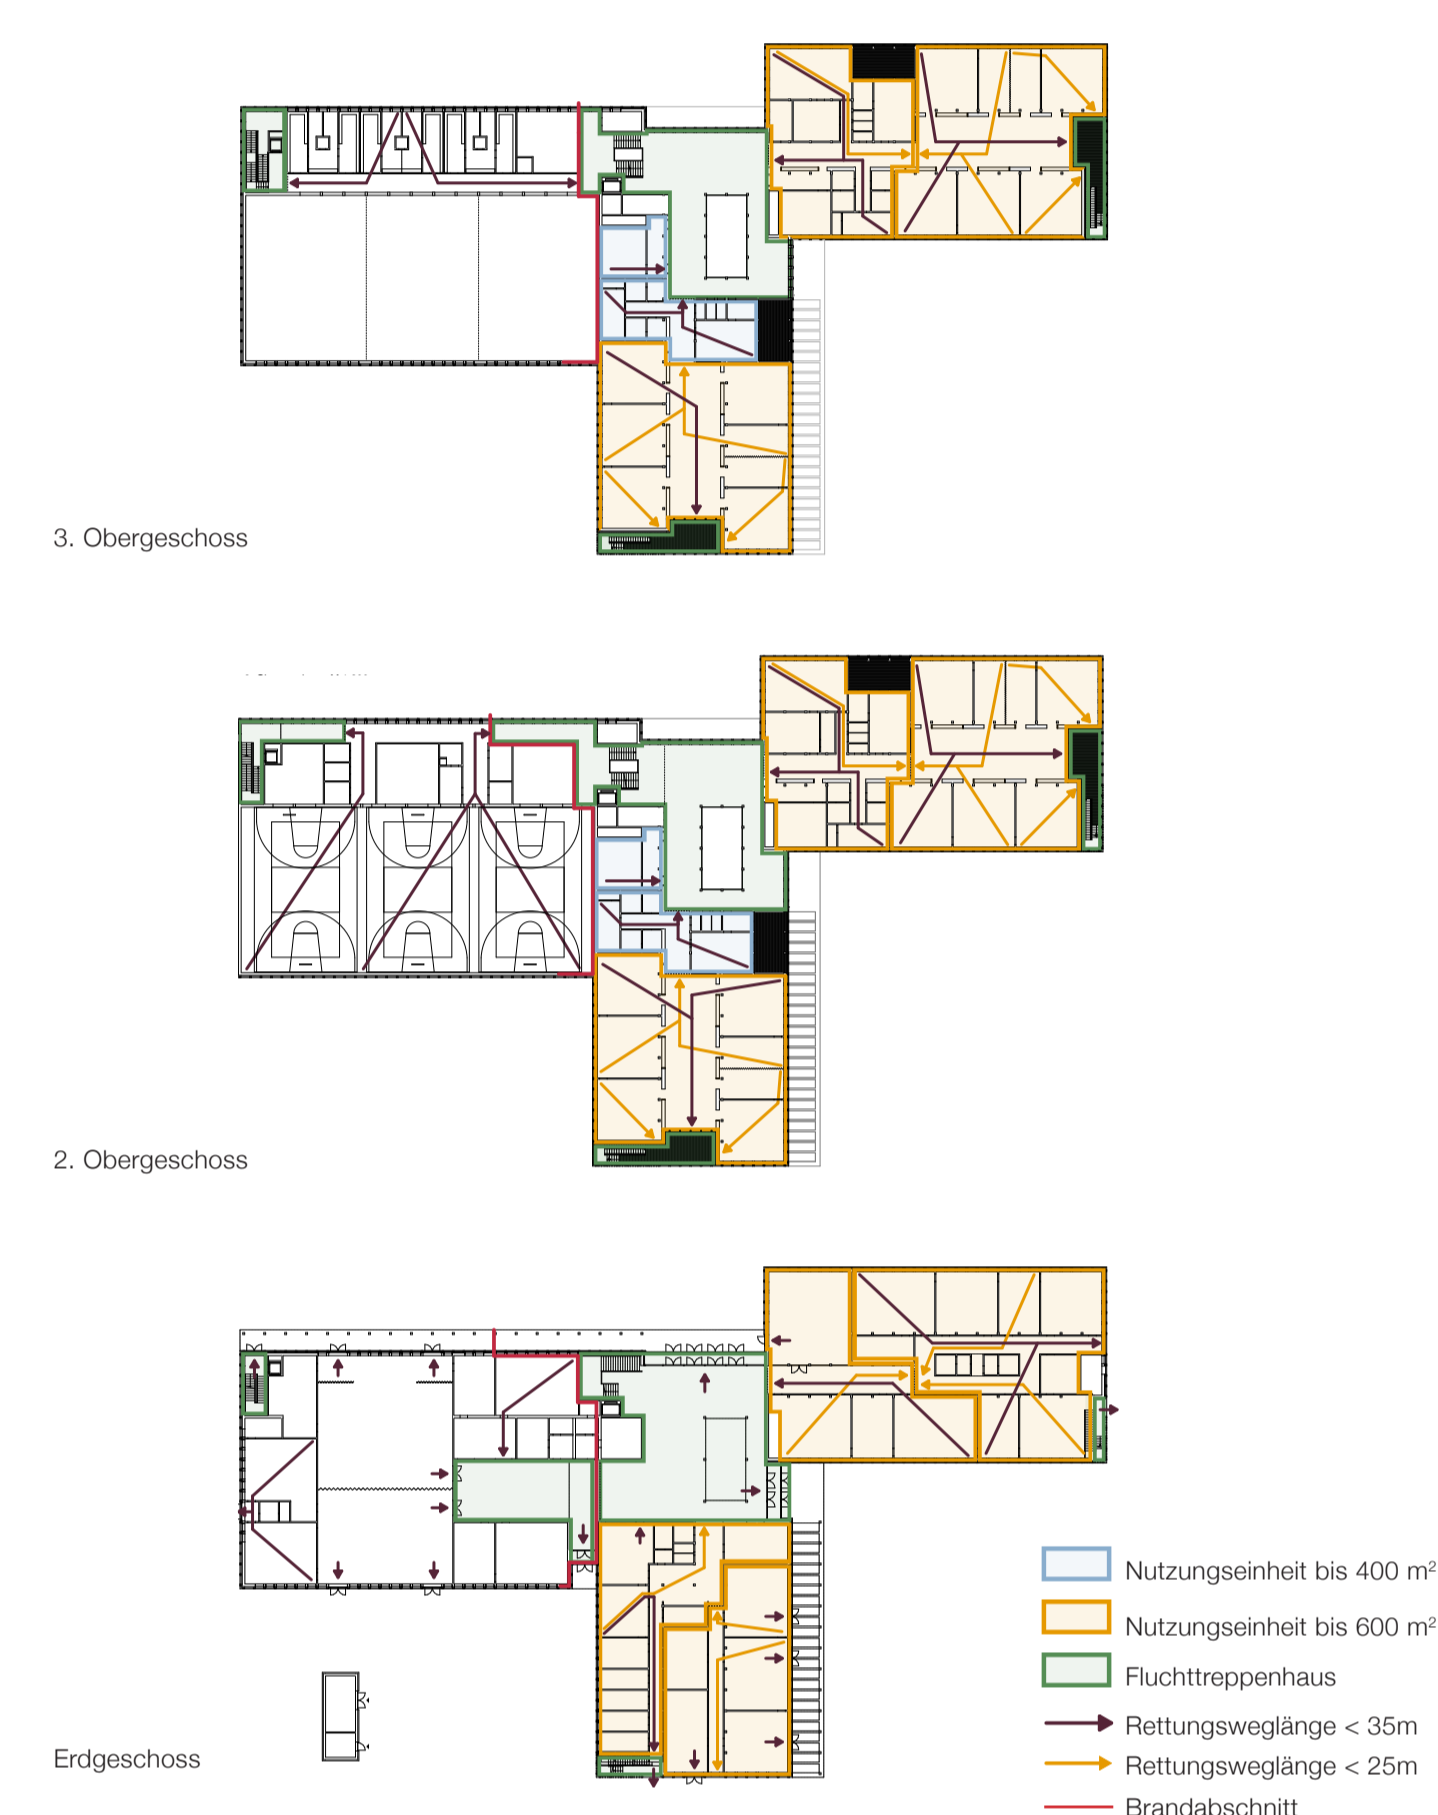 3. Obergeschoss
2. Obergeschoss
Erdgeschoss
Nutzungseinheit bis 400 m²
Nutzungseinheit bis 600 m²
Fluchttreppenhaus
Rettungsweglänge < 35m
Rettungsweglänge < 25m
Brandabschnitt